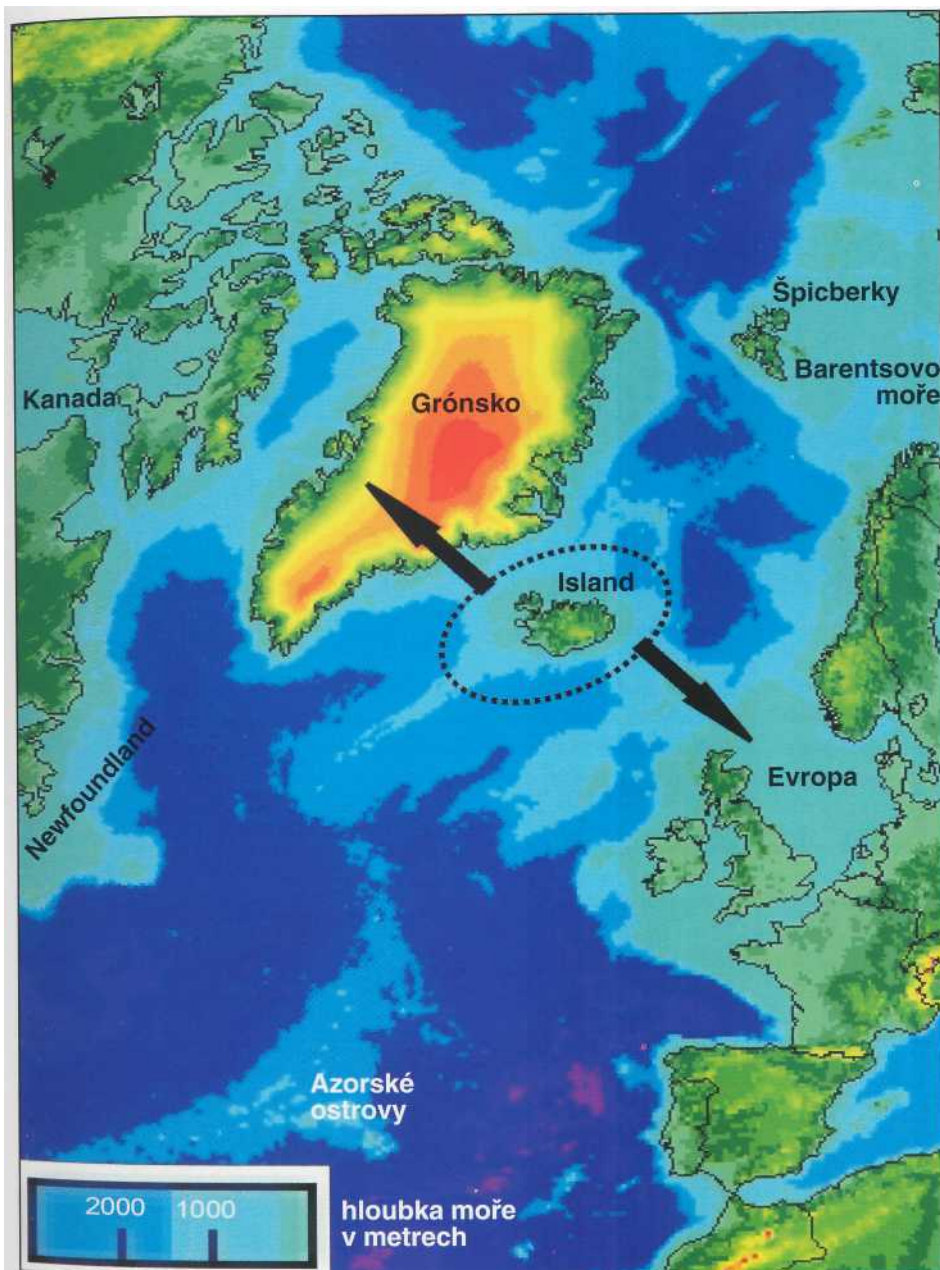 Špicberky
Barentsovo
moře
Kanada
Grónsko
Island
Newfoundland
Evropa
Azorské
ostrovy
2000 1000
hloubka moře
v metrech